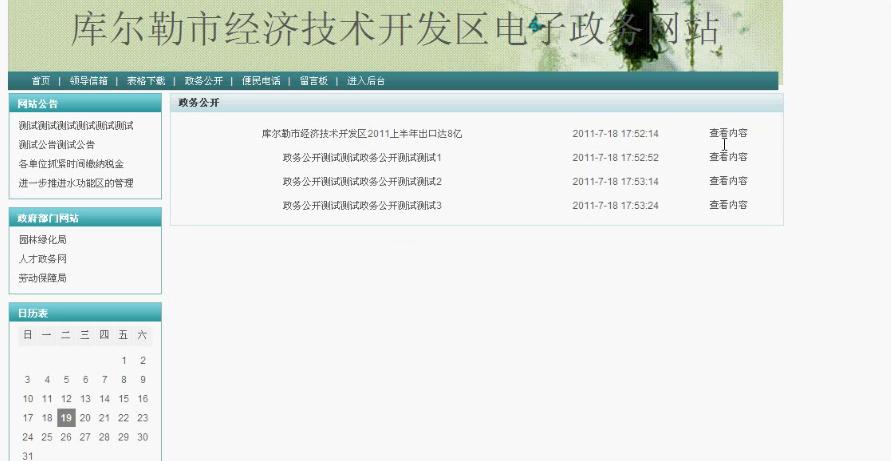 库尔勒市经济技术开发区电子政务网站
首页 | 领导信箱 | 表格下载 | 政务公开 | 便民电话 | 留言板 | 进入后台
网站公告
测试测试测试测试测试测试
测试公告测试公告
各单位抓紧时间缴纳税金
进一步推进水功能区的管理
政府部门网站
园林绿化局
人才政务网
劳动保障局
日历表
日 一 二 三 四 五 六
1 2
3 4 5 6 7 8 9
10 11 12 13 14 15 16
17 18 19 20 21 22 23
24 25 26 27 28 29 30
31
政务公开
库尔勒市经济技术开发区2011上半年出口达8亿 2011-7-18 17:52:14 查看内容
政务公开测试测试政务公开测试测试1 2011-7-18 17:52:52 查看内容
政务公开测试测试政务公开测试测试2 2011-7-18 17:53:14 查看内容
政务公开测试测试政务公开测试测试3 2011-7-18 17:53:24 查看内容